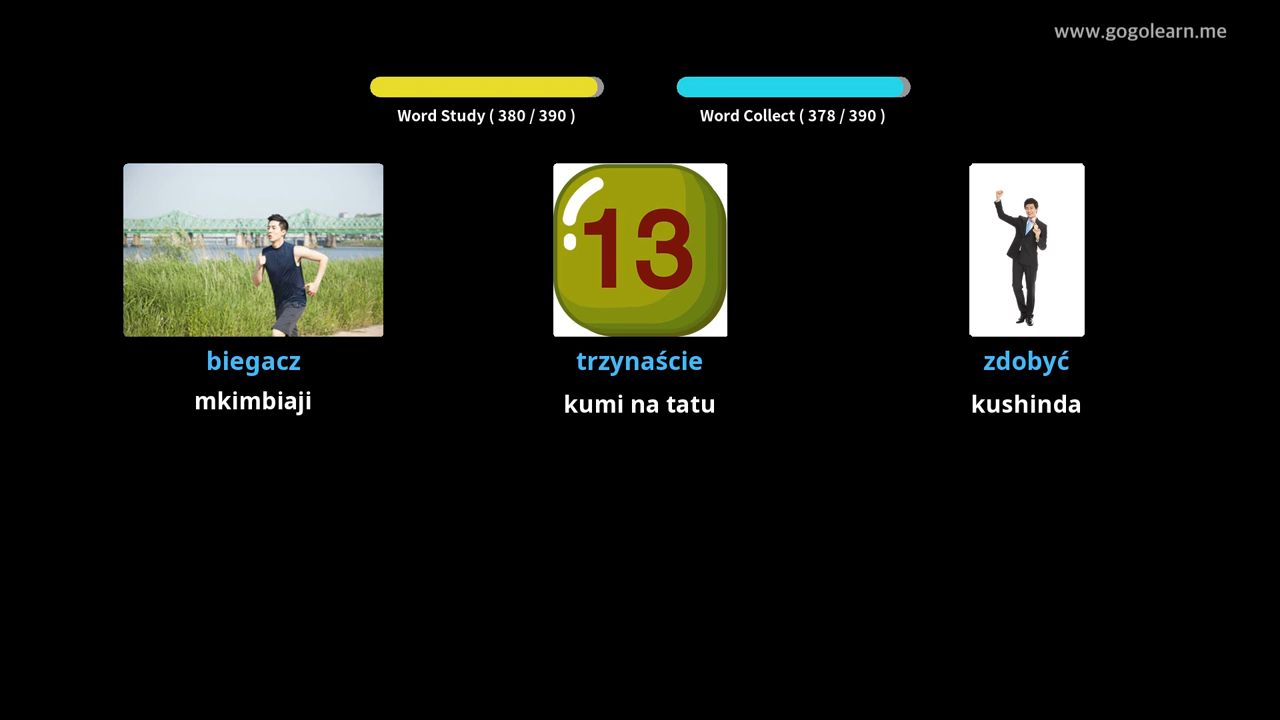 www.gogolearn.me
Word Study ( 380 / 390 )
Word Collect ( 378 / 390 )
13
biegacz
trzynaście
zdobyć
mkimbiaji
kumi na tatu
kushinda